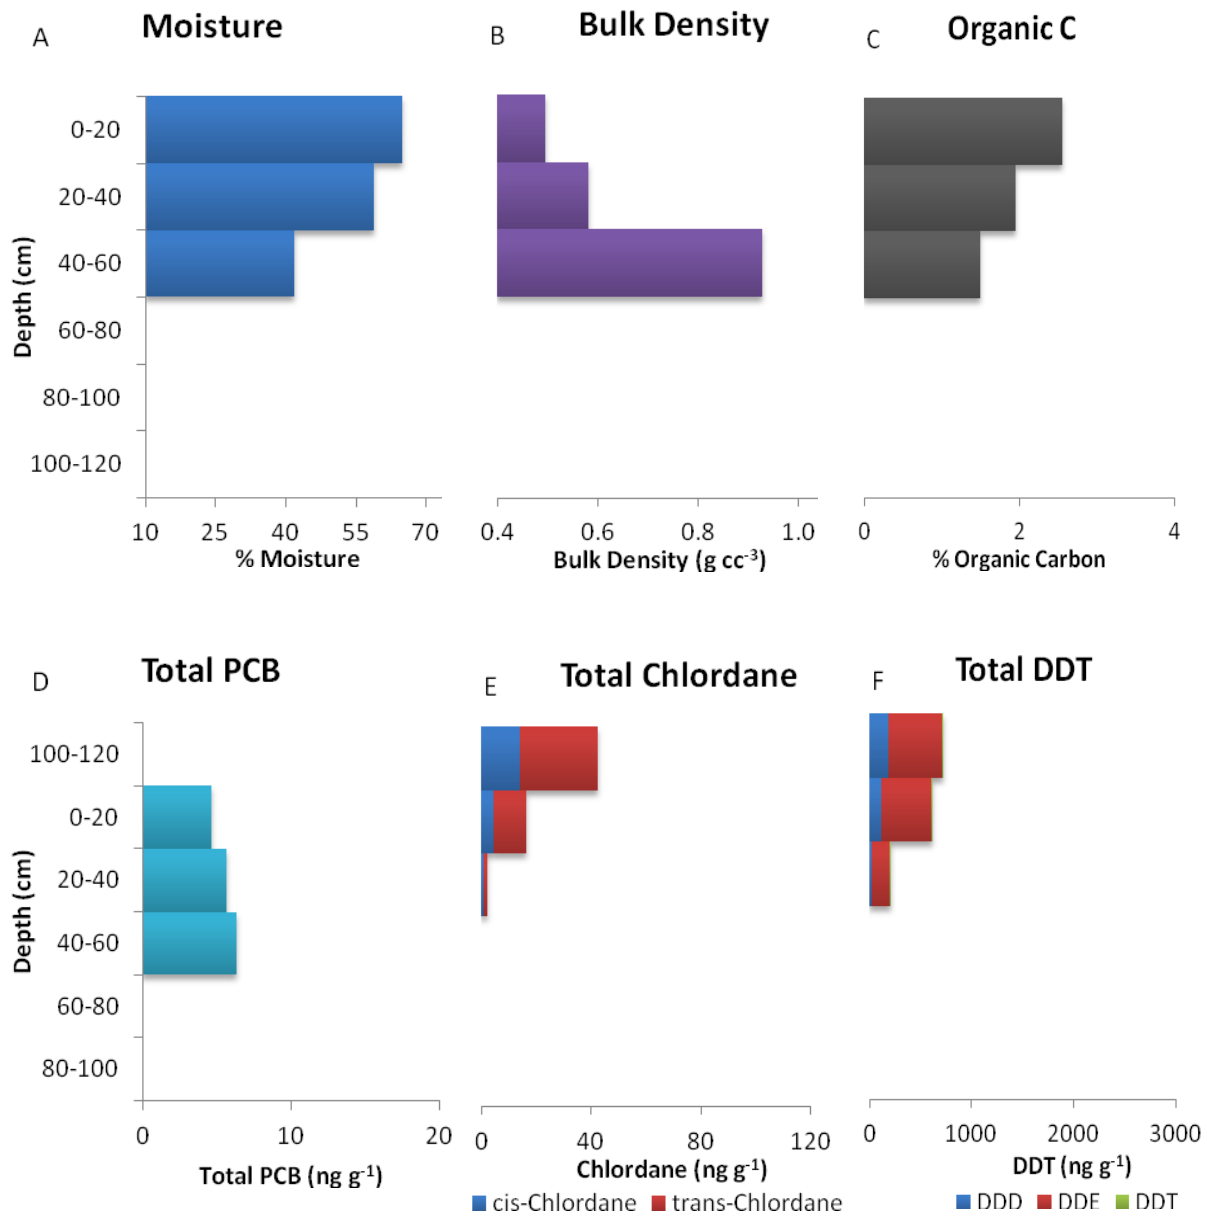 A Moisture
B Bulk Density
C Organic C
Depth (cm)
0-20
20-40
40-60
60-80
80-100
100-120
10 25 40 55 70
% Moisture
0.4 0.6 0.8 1.0
Bulk Density (g cc⁻³)
0 2 4
% Organic Carbon
D Total PCB
E Total Chlordane
F Total DDT
Depth (cm)
100-120
0-20
20-40
40-60
60-80
80-100
0 10 20
Total PCB (ng g⁻¹)
0 40 80 120
Chlordane (ng g⁻¹)
cis-Chlordane trans-Chlordane
0 1000 2000 3000
DDT (ng g⁻¹)
DDD DDE DDT